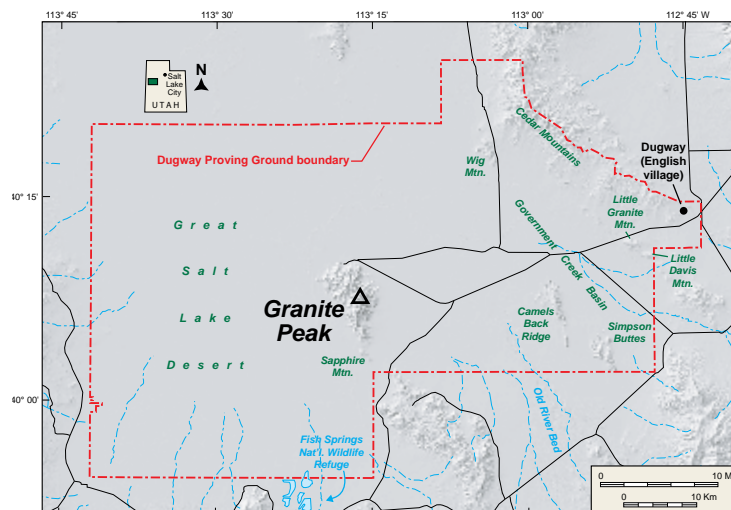 113° 45'
113° 30'
113° 15'
113° 00'
112° 45'
Salt
Lake
City
UTAH
N
Cedar Mountains
Dugway Proving Ground boundary
Wig
Mtn.
Dugway
(English
village)
40° 15'
Great
Salt
Lake
Desert
Government Creek Basin
Little
Granite
Mtn.
Little
Davis
Mtn.
Granite
Peak
Camels
Back
Ridge
Simpson
Buttes
Sapphire
Mtn.
40° 00'
Old River Bed
Fish Springs
Nat'l. Wildlife
Refuge
0 10 M
0 10 Km